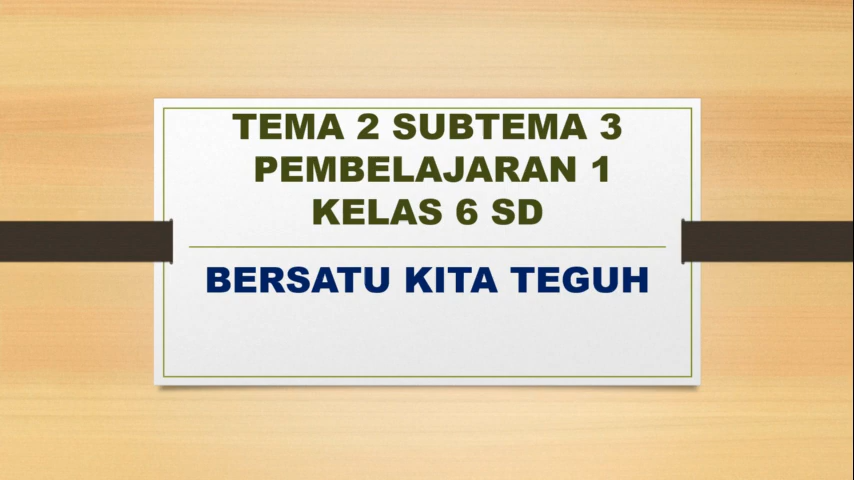 TEMA 2 SUBTEMA 3
PEMBELAJARAN 1
KELAS 6 SD
BERSATU KITA TEGUH